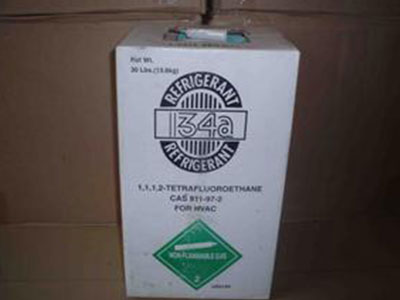 Net Wt.
30 Lbs.(13.6kg)
REFRIGERANT
134a
REFRIGERANT
1,1,1,2-TETRAFLUOROETHANE
CAS 811-97-2
FOR HVAC
NON-FLAMMABLE GAS
2